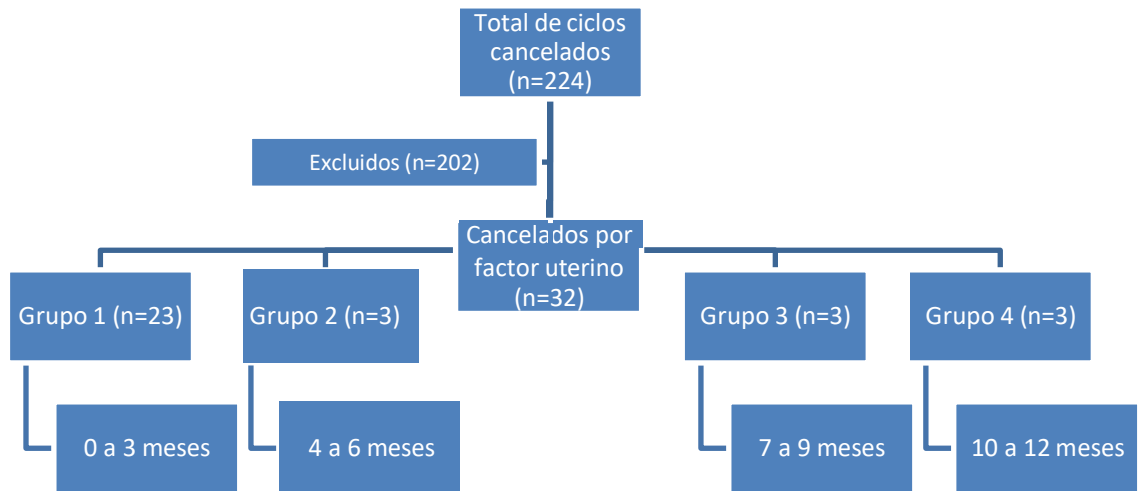 Total de ciclos
cancelados
(n=224)
Excluidos (n=202)
Cancelados por
factor uterino
(n=32)
Grupo 1 (n=23)
Grupo 2 (n=3)
Grupo 3 (n=3)
Grupo 4 (n=3)
0 a 3 meses
4 a 6 meses
7 a 9 meses
10 a 12 meses